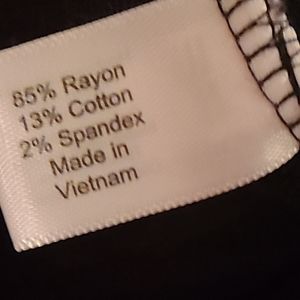 85% Rayon
13% Cotton
2% Spandex
Made in
Vietnam